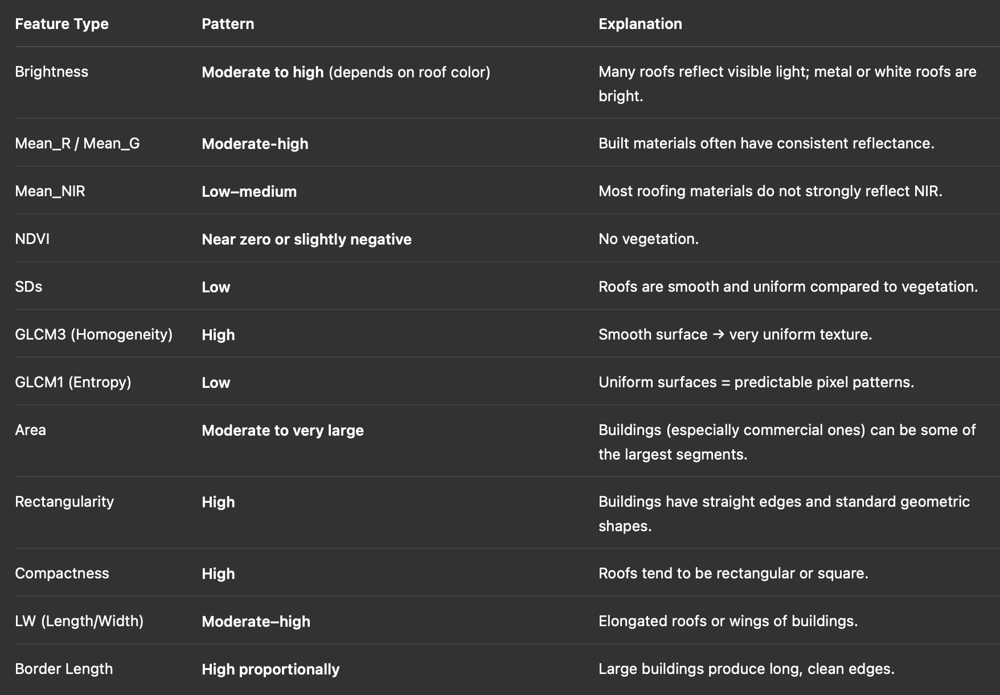 Feature Type Pattern Explanation
Brightness Moderate to high (depends on roof color) Many roofs reflect visible light; metal or white roofs are
bright.
Mean_R / Mean_G Moderate-high Built materials often have consistent reflectance.
Mean_NIR Low–medium Most roofing materials do not strongly reflect NIR.
NDVI Near zero or slightly negative No vegetation.
SDs Low Roofs are smooth and uniform compared to vegetation.
GLCM3 (Homogeneity) High Smooth surface → very uniform texture.
GLCM1 (Entropy) Low Uniform surfaces = predictable pixel patterns.
Area Moderate to very large Buildings (especially commercial ones) can be some of
the largest segments.
Rectangularity High Buildings have straight edges and standard geometric
shapes.
Compactness High Roofs tend to be rectangular or square.
LW (Length/Width) Moderate–high Elongated roofs or wings of buildings.
Border Length High proportionally Large buildings produce long, clean edges.